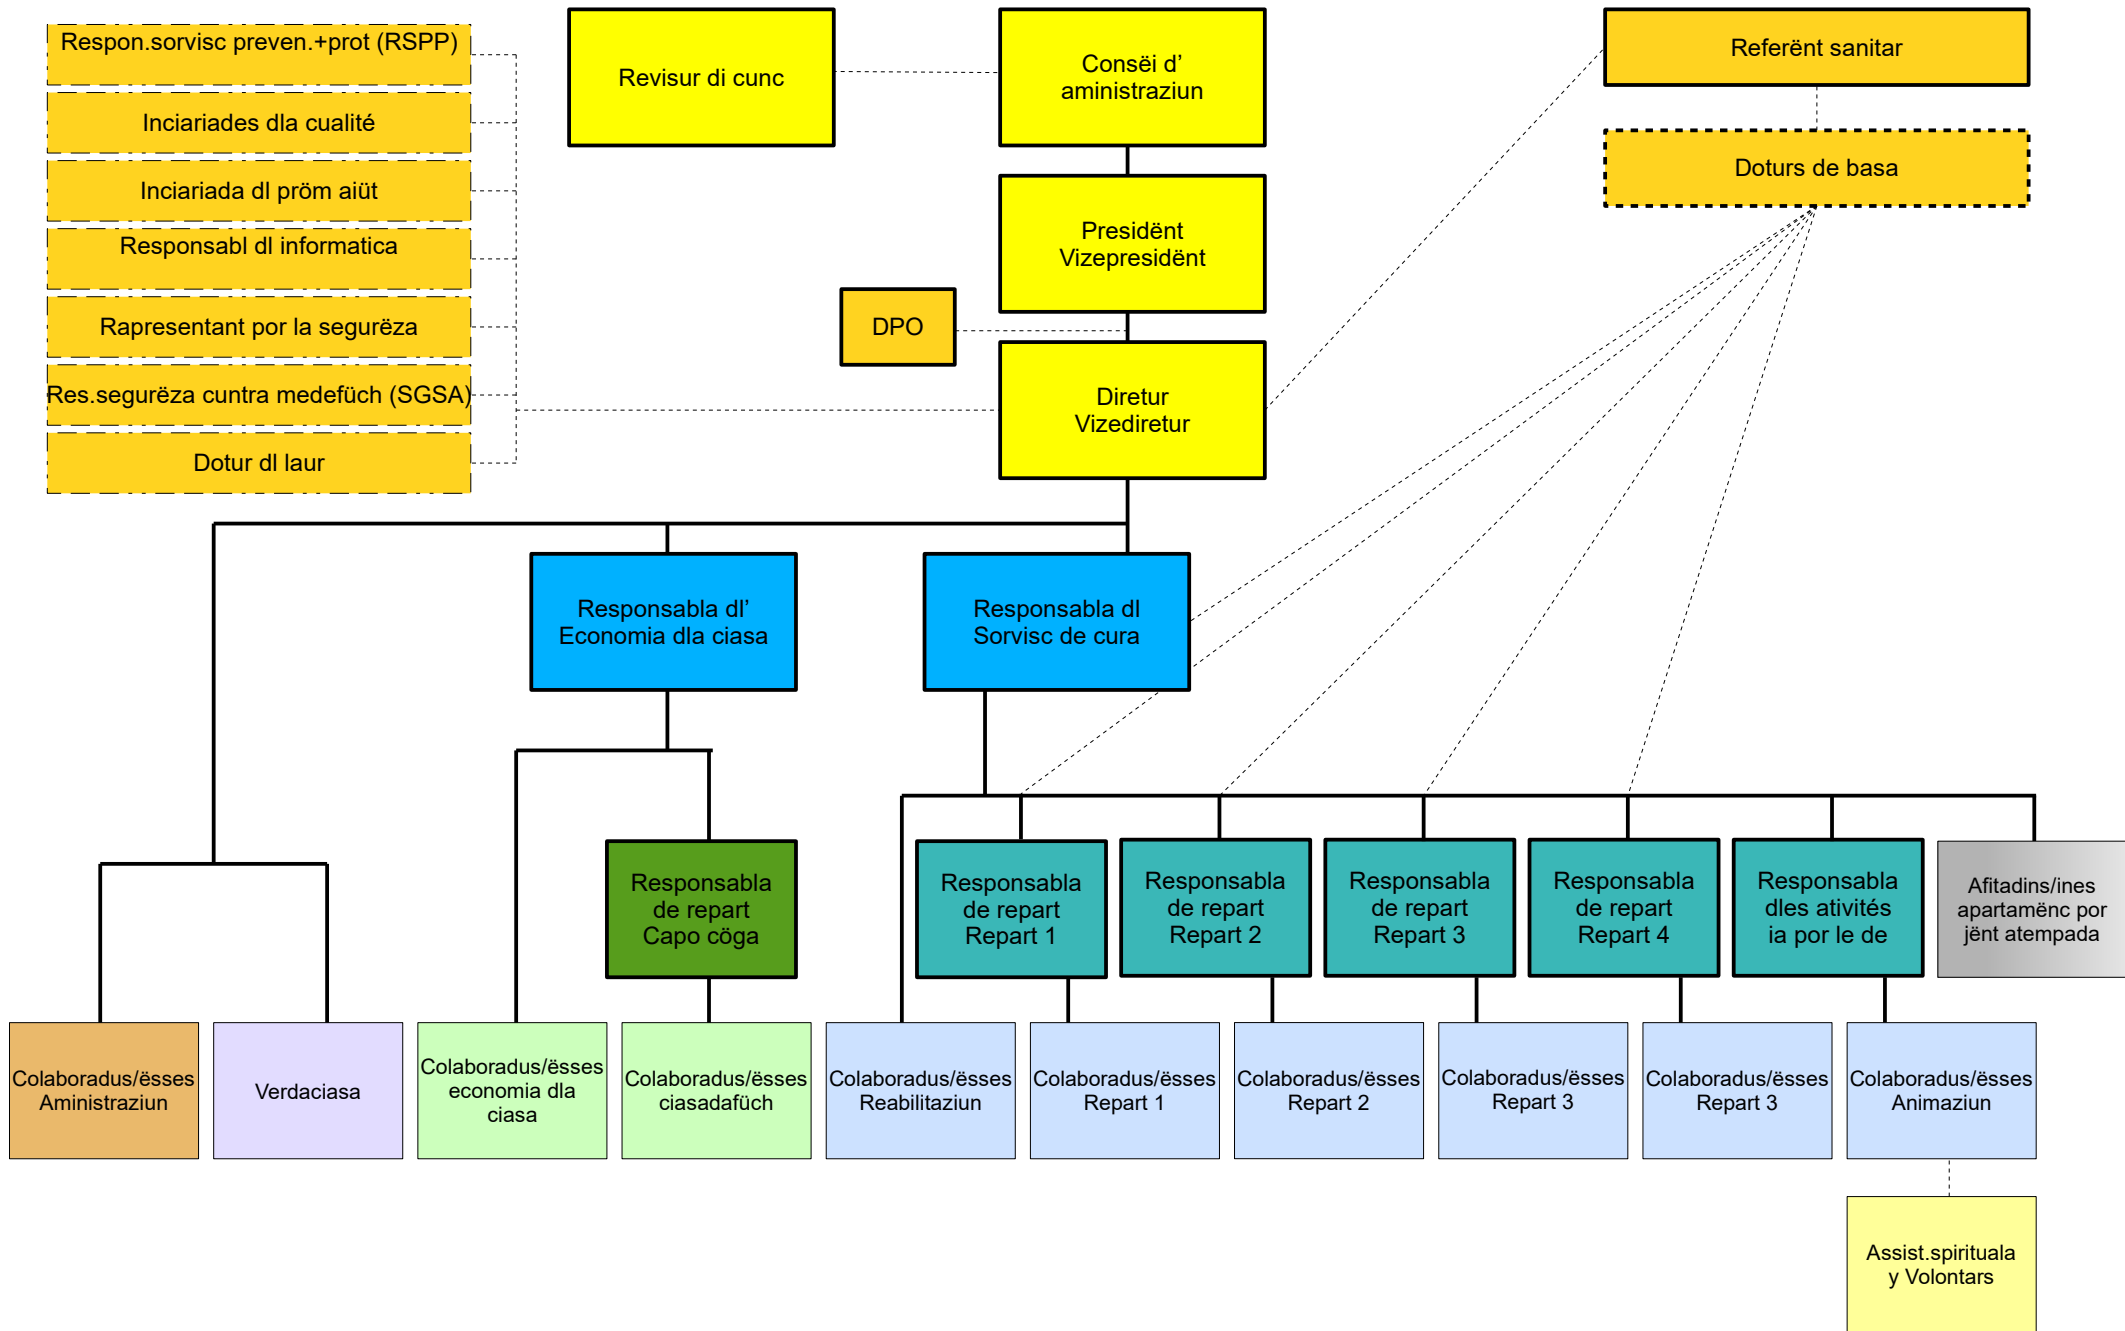 Respon.sorvisc preven.+prot (RSPP)
Inciariades dla cualité
Inciariada dl pröm aiüt
Responsabl dl informatica
Rapresentant por la segurëza
Res.segurëza cuntra medefüch (SGSA)
Dotur dl laur
Revisur di cunc
Consëi d’
aministraziun
Presidënt
Vizepresidënt
DPO
Diretur
Vizediretur
Referënt sanitar
Doturs de basa
Responsabla dl’
Economia dla ciasa
Responsabla dl
Sorvisc de cura
Responsabla
de repart
Capo cöga
Responsabla
de repart
Repart 1
Responsabla
de repart
Repart 2
Responsabla
de repart
Repart 3
Responsabla
de repart
Repart 4
Responsabla
dles ativités
ia por le de
Afitadins/ines
apartamënc por
jënt atempada
Colaboradus/ësses
Aministraziun
Verdaciasa
Colaboradus/ësses
economia dla
ciasa
Colaboradus/ësses
ciasadafüch
Colaboradus/ësses
Reabilitaziun
Colaboradus/ësses
Repart 1
Colaboradus/ësses
Repart 2
Colaboradus/ësses
Repart 3
Colaboradus/ësses
Repart 3
Colaboradus/ësses
Animaziun
Assist.spirituala
y Volontars